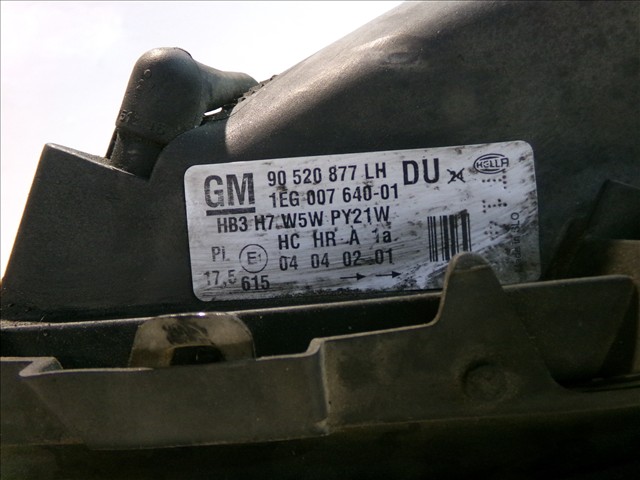 GM 90 520 877 LH DU HELLA
1EG 007 640-01
HB3 H7 W5W PY21W
HC HR A 1a
Pl. E1 04 04 02 01
17,5 615